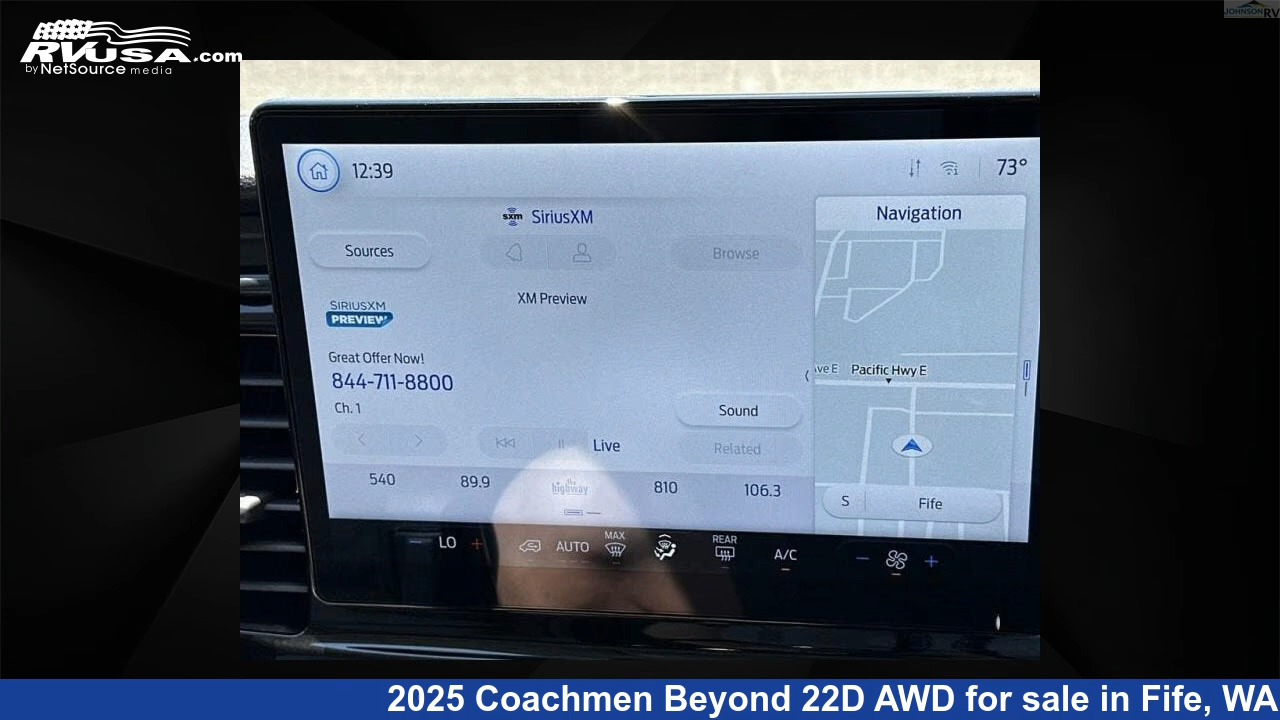 RVUSA.com
by NetSource media
JOHNSON RV
12:39
73°
sxm SiriusXM
Navigation
Sources
Browse
XM Preview
SIRIUSXM
PREVIEW
Great Offer Now!
844-711-8800
Ch. 1
Ave E Pacific Hwy E
Sound
Live
Related
540 89.9 the highway 810 106.3
S Fife
LO AUTO MAX REAR A/C
2025 Coachmen Beyond 22D AWD for sale in Fife, WA